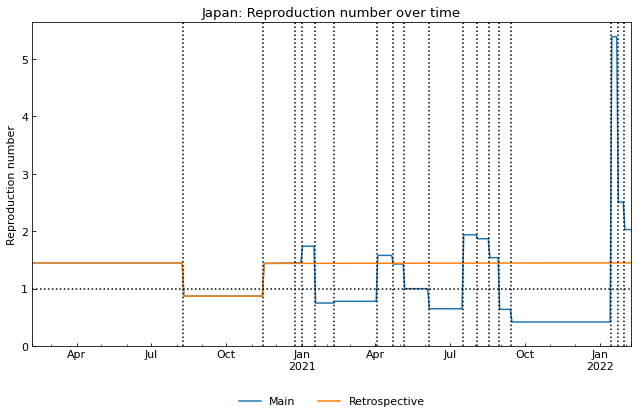 Japan: Reproduction number over time
Reproduction number
5
4
3
2
1
0
Apr Jul Oct Jan Apr Jul Oct Jan
2021 2022
Main Retrospective